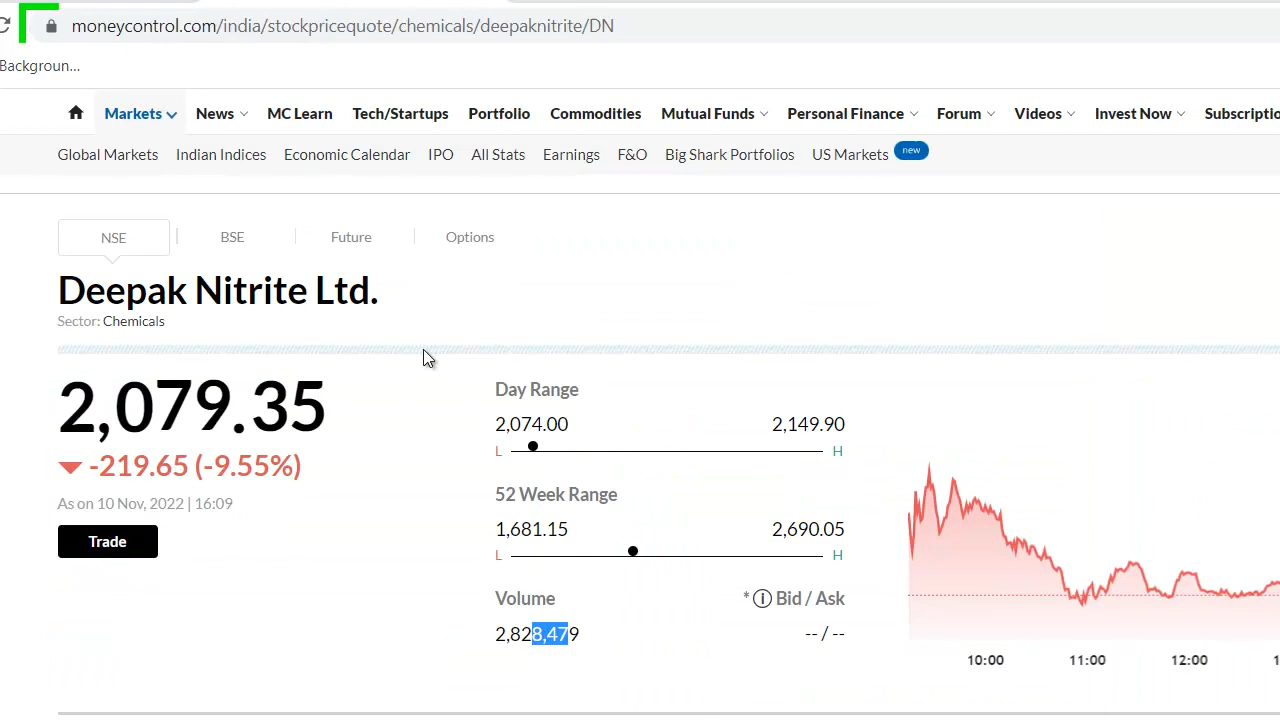 moneycontrol.com/india/stockpricequote/chemicals/deepaknitrite/DN
Backgroun...
Markets News MC Learn Tech/Startups Portfolio Commodities Mutual Funds Personal Finance Forum Videos Invest Now Subscriptio
Global Markets Indian Indices Economic Calendar IPO All Stats Earnings F&O Big Shark Portfolios US Markets new
NSE BSE Future Options
Deepak Nitrite Ltd.
Sector: Chemicals
2,079.35
-219.65 (-9.55%)
As on 10 Nov, 2022 | 16:09
Trade
Day Range
2,074.00 2,149.90
L H
52 Week Range
1,681.15 2,690.05
L H
Volume * i Bid / Ask
2,828,479 -- / --
10:00 11:00 12:00 1